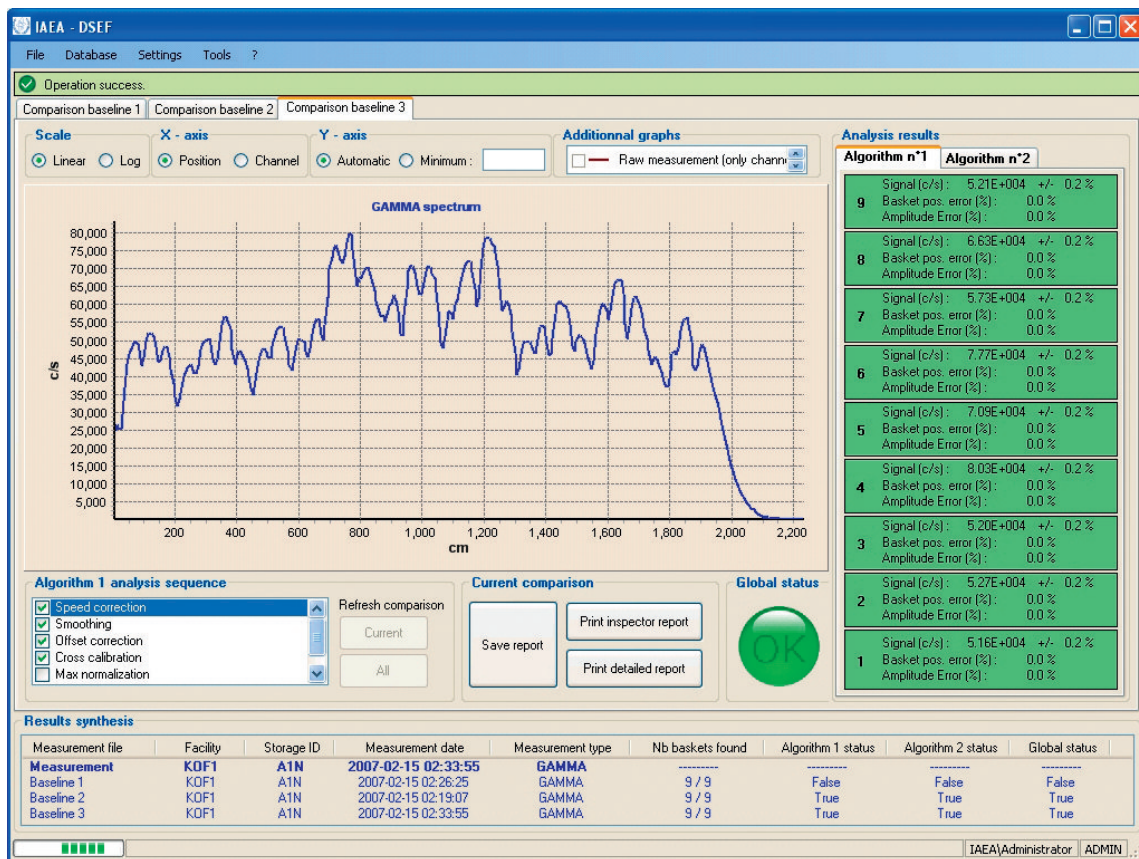 IAEA - DSEF
File Database Settings Tools ?
Operation success.
Comparison baseline 1 Comparison baseline 2 Comparison baseline 3
Scale X - axis Y - axis Additionnal graphs Analysis results
Linear Log Position Channel Automatic Minimum : Raw measurement (only chann
Algorithm n°1 Algorithm n°2
GAMMA spectrum
80,000
75,000
70,000
65,000
60,000
55,000
50,000
45,000
40,000
35,000
30,000
25,000
20,000
15,000
10,000
5,000
c/s
200 400 600 800 1,000 1,200 1,400 1,600 1,800 2,000 2,200
cm
9
Signal (c/s) : 5.21E+004 +/- 0.2 %
Basket pos. error (%) : 0.0 %
Amplitude Error (%) : 0.0 %
8
Signal (c/s) : 6.63E+004 +/- 0.2 %
Basket pos. error (%) : 0.0 %
Amplitude Error (%) : 0.0 %
7
Signal (c/s) : 5.73E+004 +/- 0.2 %
Basket pos. error (%) : 0.0 %
Amplitude Error (%) : 0.0 %
6
Signal (c/s) : 7.77E+004 +/- 0.2 %
Basket pos. error (%) : 0.0 %
Amplitude Error (%) : 0.0 %
5
Signal (c/s) : 7.09E+004 +/- 0.2 %
Basket pos. error (%) : 0.0 %
Amplitude Error (%) : 0.0 %
4
Signal (c/s) : 8.03E+004 +/- 0.2 %
Basket pos. error (%) : 0.0 %
Amplitude Error (%) : 0.0 %
3
Signal (c/s) : 5.20E+004 +/- 0.2 %
Basket pos. error (%) : 0.0 %
Amplitude Error (%) : 0.0 %
2
Signal (c/s) : 5.27E+004 +/- 0.2 %
Basket pos. error (%) : 0.0 %
Amplitude Error (%) : 0.0 %
1
Signal (c/s) : 5.16E+004 +/- 0.2 %
Basket pos. error (%) : 0.0 %
Amplitude Error (%) : 0.0 %
Algorithm 1 analysis sequence
Speed correction
Smoothing
Offset correction
Cross calibration
Max normalization
Refresh comparison
Current
All
Current comparison
Save report
Print inspector report
Print detailed report
Global status
OK
Results synthesis
Measurement file Facility Storage ID Measurement date Measurement type Nb baskets found Algorithm 1 status Algorithm 2 status Global status
Measurement KOF1 A1N 2007-02-15 02:33:55 GAMMA --------- --------- --------- ---------
Baseline 1 KOF1 A1N 2007-02-15 02:26:25 GAMMA 9 / 9 False False False
Baseline 2 KOF1 A1N 2007-02-15 02:19:07 GAMMA 9 / 9 True True True
Baseline 3 KOF1 A1N 2007-02-15 02:33:55 GAMMA 9 / 9 True True True
IAEA\Administrator ADMIN